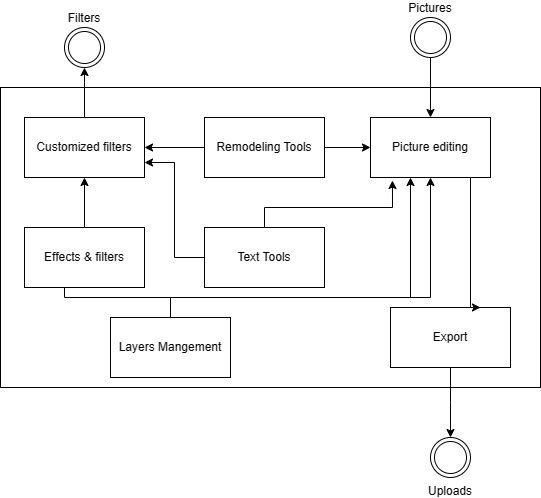 Filters
Pictures
Customized filters
Remodeling Tools
Picture editing
Effects & filters
Text Tools
Layers Mangement
Export
Uploads